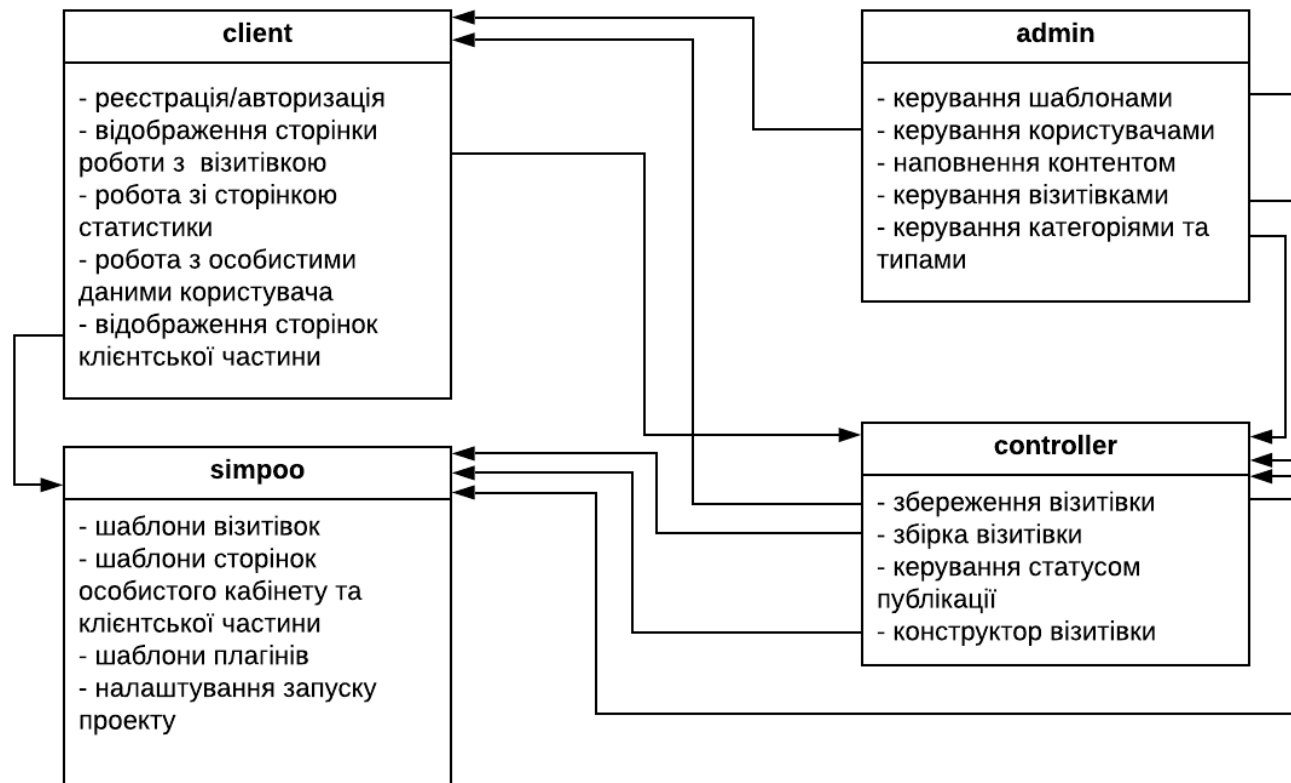 client
- реєстрація/авторизація
- відображення сторінки
роботи з  візитівкою
- робота зі сторінкою
статистики
- робота з особистими
даними користувача
- відображення сторінок
клієнтської частини
admin
- керування шаблонами
- керування користувачами
- наповнення контентом
- керування візитівками
- керування категоріями та
типами
simpoo
- шаблони візитівок
- шаблони сторінок
особистого кабінету та
клієнтської частини
- шаблони плагінів
- налаштування запуску
проекту
controller
- збереження візитівки
- збірка візитівки
- керування статусом
публікації
- конструктор візитівки